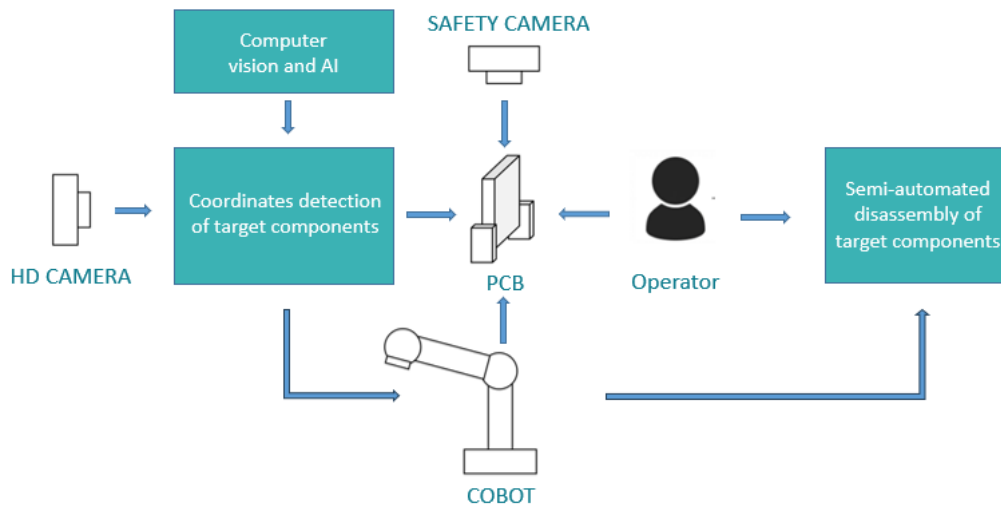 SAFETY CAMERA
Computer
vision and AI
Coordinates detection
of target components
Semi-automated
disassembly of
target components
HD CAMERA
PCB
Operator
COBOT